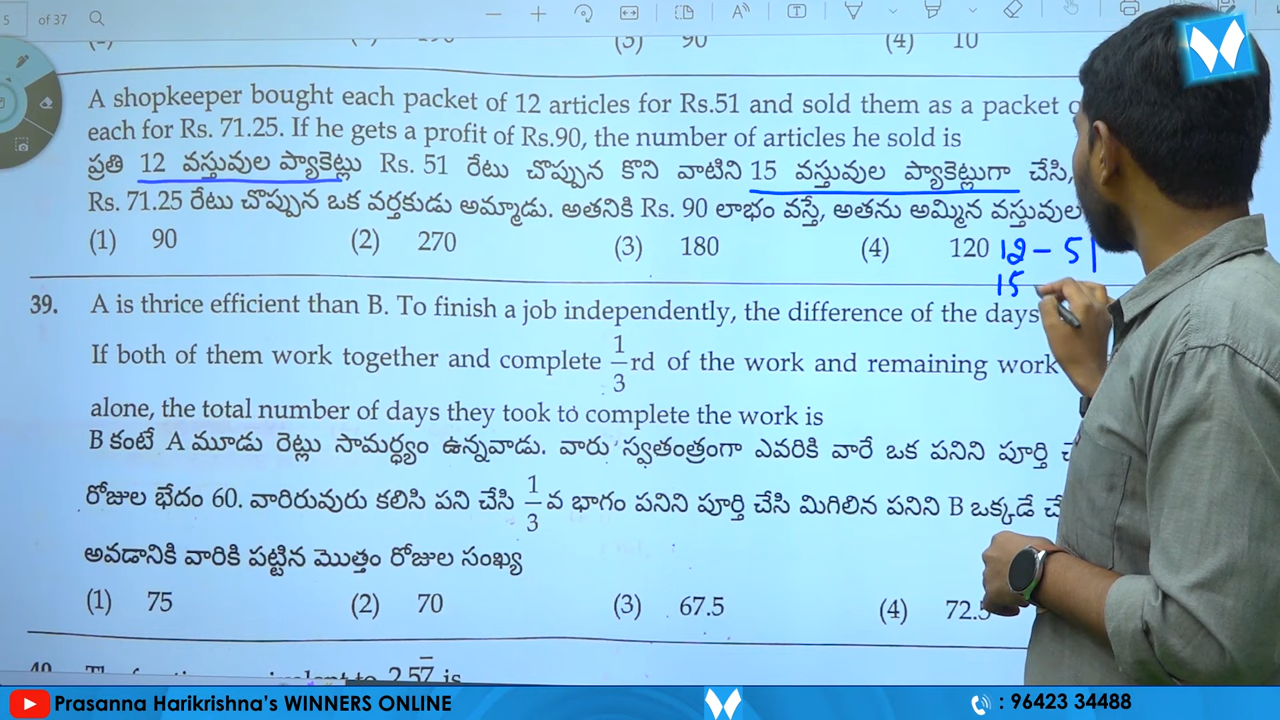 5 of 37
(3) 90 (4) 10
A shopkeeper bought each packet of 12 articles for Rs.51 and sold them as a packet
each for Rs. 71.25. If he gets a profit of Rs.90, the number of articles he sold is
ప్రతి 12 వస్తువుల ప్యాకెట్లు Rs. 51 రేటు చొప్పున కొని వాటిని 15 వస్తువుల ప్యాకెట్లుగా చేసి,
Rs. 71.25 రేటు చొప్పున ఒక వర్తకుడు అమ్మాడు. అతనికి Rs. 90 లాభం వస్తే, అతను అమ్మిన వస్తువుల
(1) 90 (2) 270 (3) 180 (4) 120
12 - 51
15
39. A is thrice efficient than B. To finish a job independently, the difference of the days
If both of them work together and complete 1/3 rd of the work and remaining work
alone, the total number of days they took to complete the work is
B కంటే A మూడు రెట్లు సామర్థ్యం ఉన్నవాడు. వారు స్వతంత్రంగా ఎవరికి వారే ఒక పనిని పూర్తి
రోజుల భేదం 60. వారిరువురు కలిసి పని చేసి 1/3 వ భాగం పనిని పూర్తి చేసి మిగిలిన పనిని B ఒక్కడే
అవడానికి వారికి పట్టిన మొత్తం రోజుల సంఖ్య
(1) 75 (2) 70 (3) 67.5 (4) 72.5
Prasanna Harikrishna's WINNERS ONLINE : 96423 34488